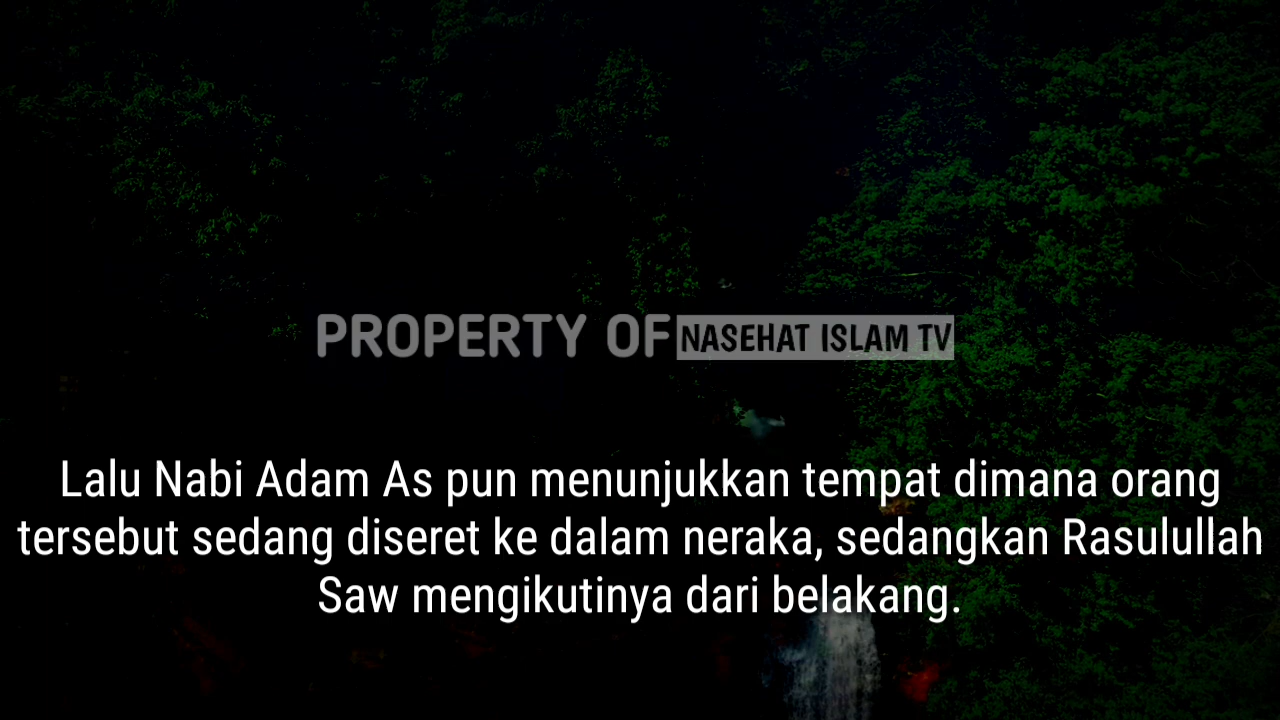 PROPERTY OF NASEHAT ISLAM TV
Lalu Nabi Adam As pun menunjukkan tempat dimana orang
tersebut sedang diseret ke dalam neraka, sedangkan Rasulullah
Saw mengikutinya dari belakang.